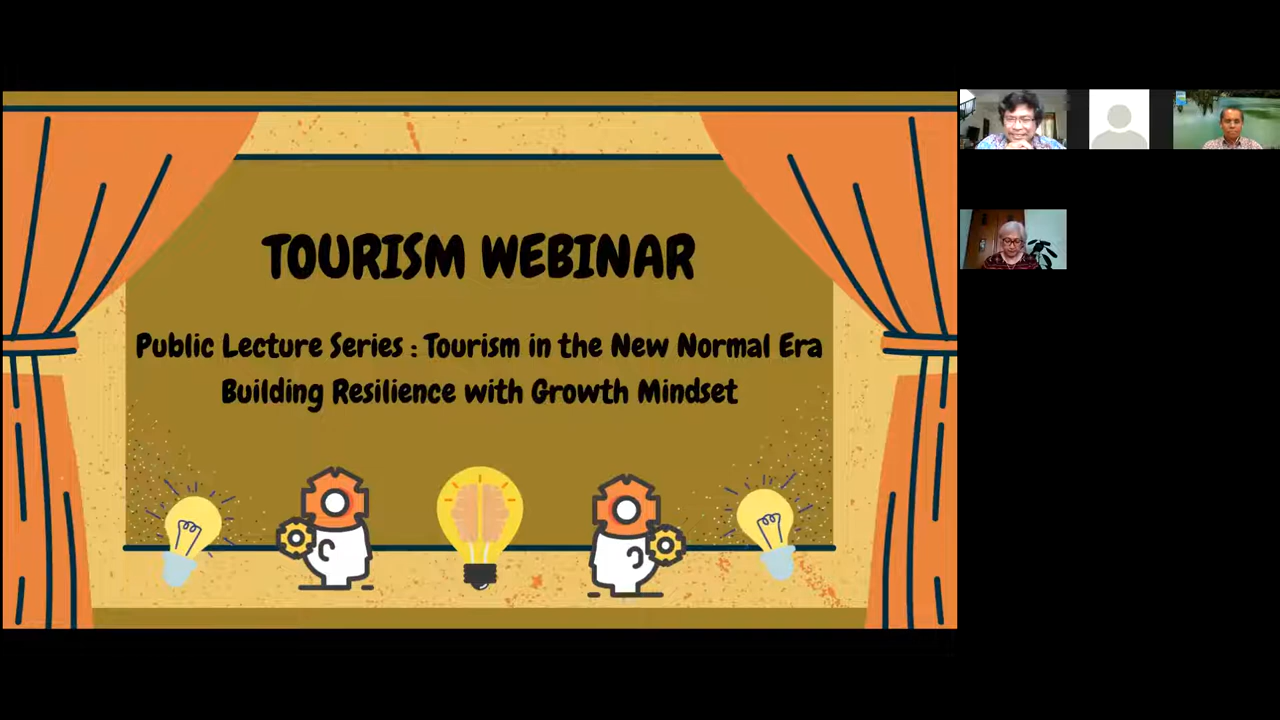 TOURISM WEBINAR
Public Lecture Series : Tourism in the New Normal Era
Building Resilience with Growth Mindset